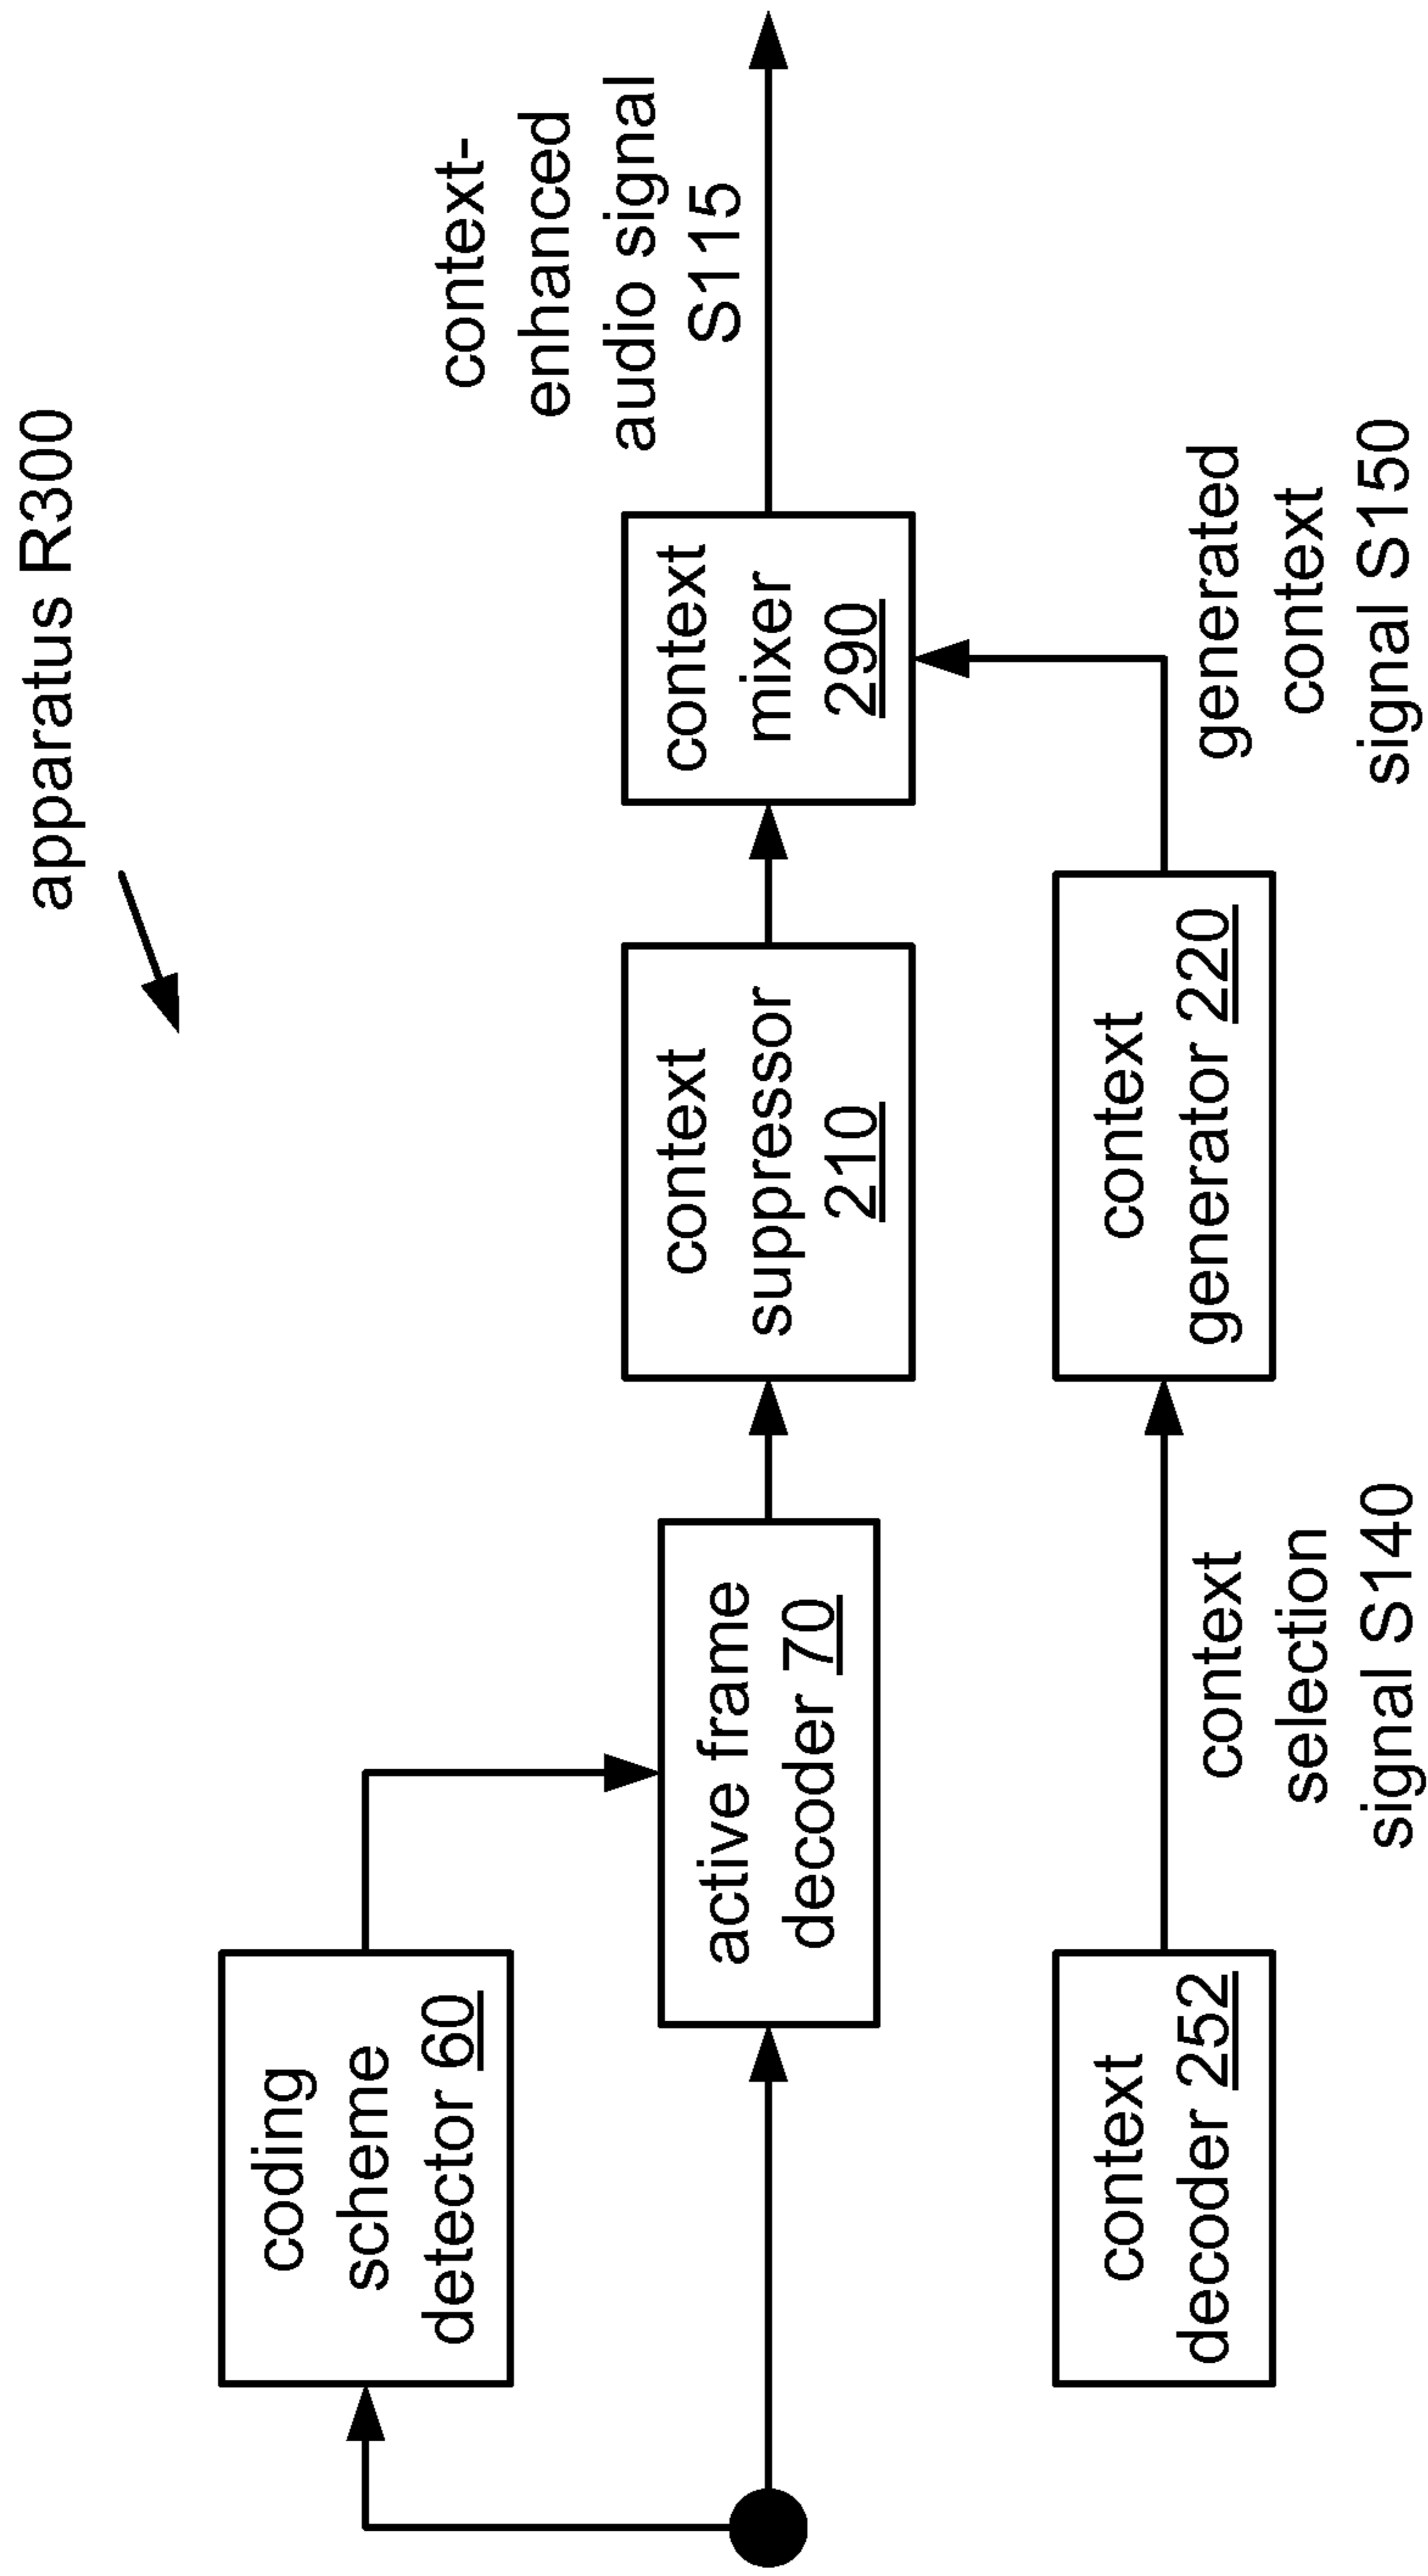 apparatus R300
coding
scheme
detector 60
active frame
decoder 70
context
suppressor
210
context
mixer
290
context-
enhanced
audio signal
S115
context
decoder 252
context
selection
signal S140
context
generator 220
generated
context
signal S150